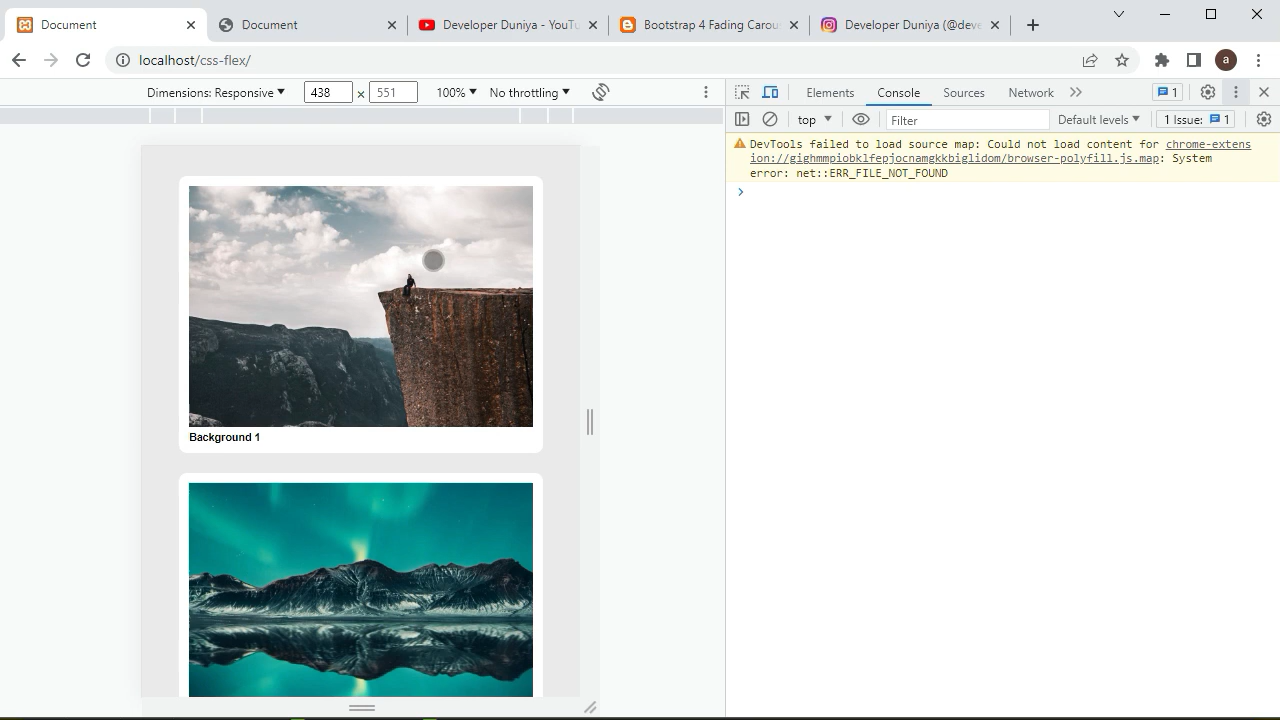 Document
Document
Developer Duniya - YouTu
Bootstrap 4 Fading Carou
Developer Duniya (@deve
localhost/css-flex/
a
Dimensions: Responsive
438
×
551
100%
No throttling
Elements
Console
Sources
Network
1
top
Filter
Default levels
1 Issue:
1
DevTools failed to load source map: Could not load content for chrome-extens
ion://gighmmpiobklfepjocnamgkkbiglidom/browser-polyfill.js.map: System
error: net::ERR_FILE_NOT_FOUND
Background 1